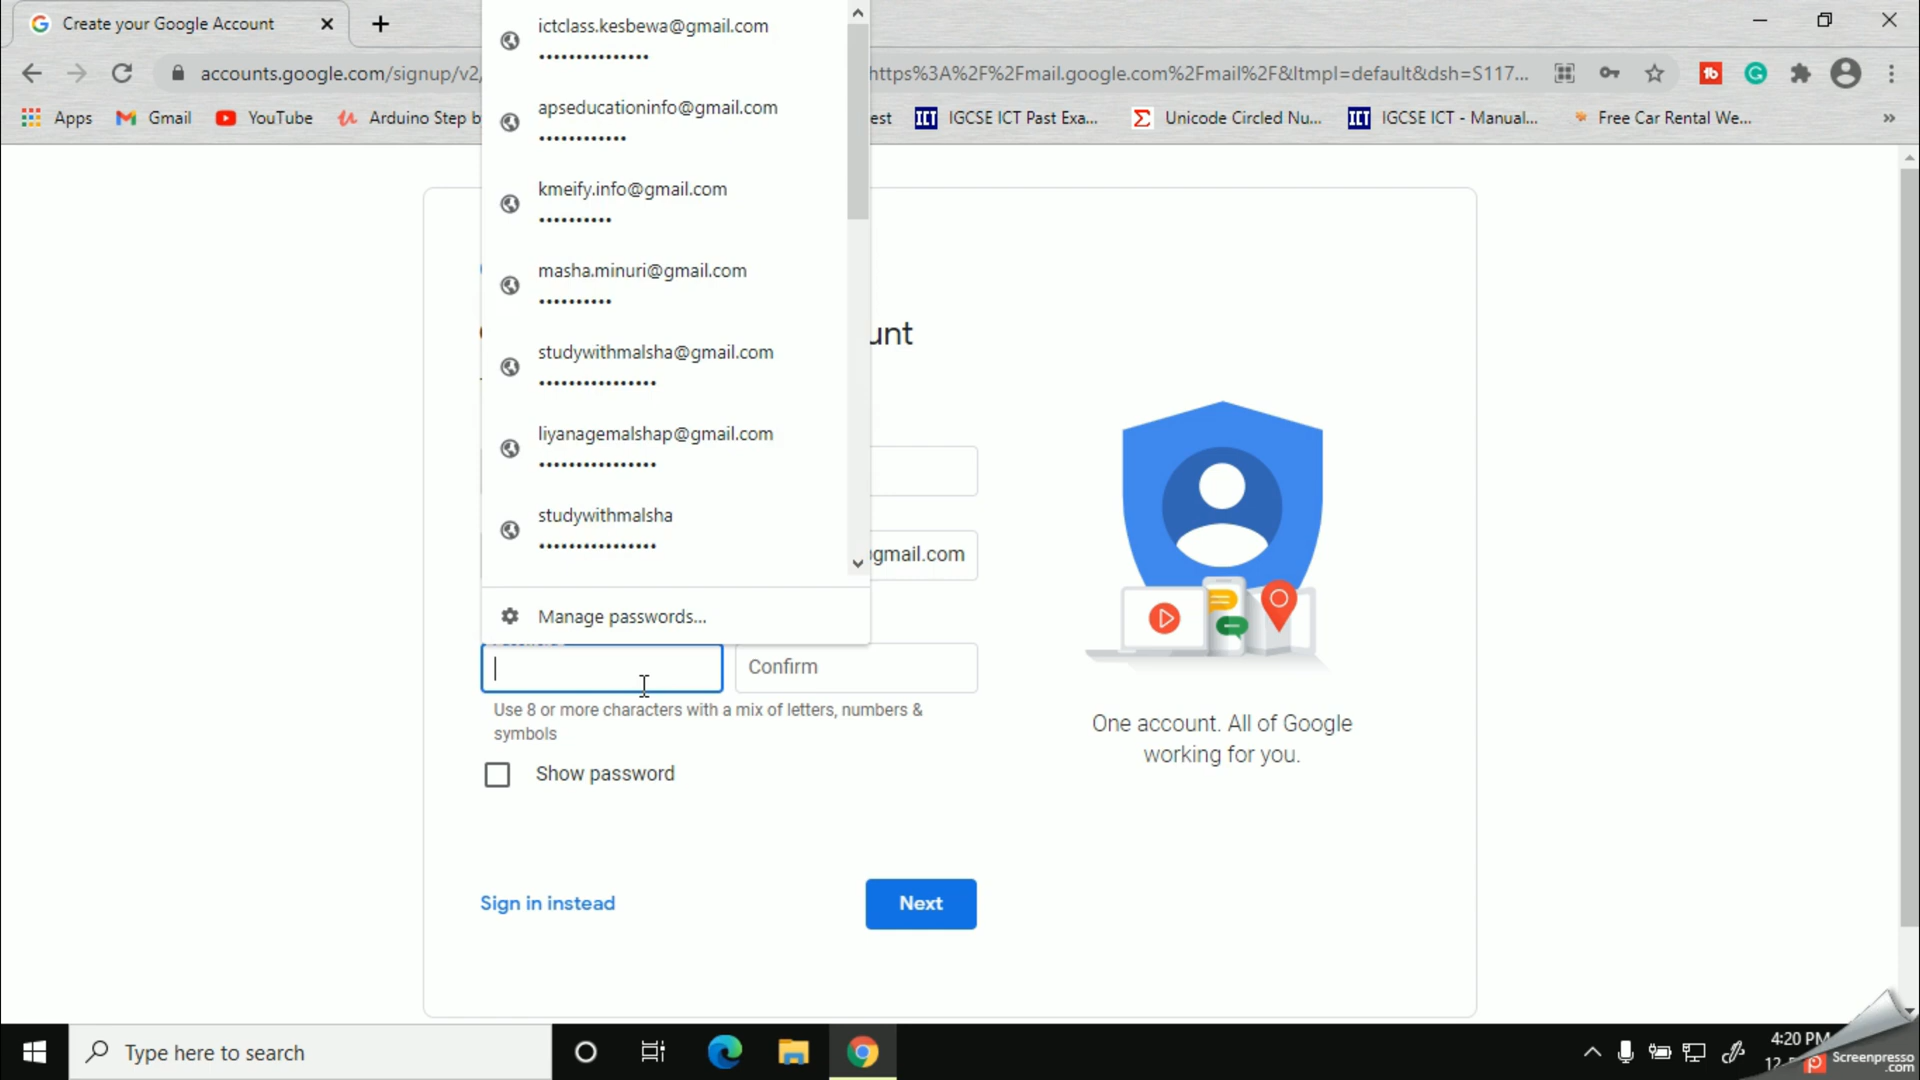 Create your Google Account
accounts.google.com/signup/v2/
https%3A%2F%2Fmail.google.com%2Fmail%2F&ltmpl=default&dsh=S117...
Apps
Gmail
YouTube
Arduino Step b
est
ICT
IGCSE ICT Past Exa...
Unicode Circled Nu...
ICT
IGCSE ICT - Manual...
Free Car Rental We...
»
ictclass.kesbewa@gmail.com
•••••••••••••••
apseducationinfo@gmail.com
••••••••••••
kmeify.info@gmail.com
••••••••••
masha.minuri@gmail.com
••••••••••
studywithmalsha@gmail.com
••••••••••••••••
liyanagemalshap@gmail.com
••••••••••••••••
studywithmalsha
••••••••••••••••
Manage passwords...
unt
@gmail.com
Confirm
Use 8 or more characters with a mix of letters, numbers &
symbols
Show password
Sign in instead
Next
One account. All of Google
working for you.
Type here to search
4:20 PM
Screenpresso
.com